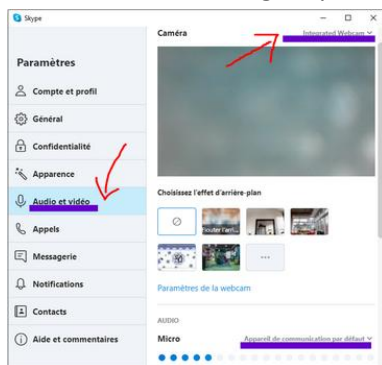 Skype
Paramètres
Compte et profil
Général
Confidentialité
Apparence
Audio et vidéo
Appels
Messagerie
Notifications
Contacts
Aide et commentaires
Caméra
Integrated Webcam
Choisissez l'effet d'arrière-plan
Paramètres de la webcam
AUDIO
Micro
Appareil de communication par défaut